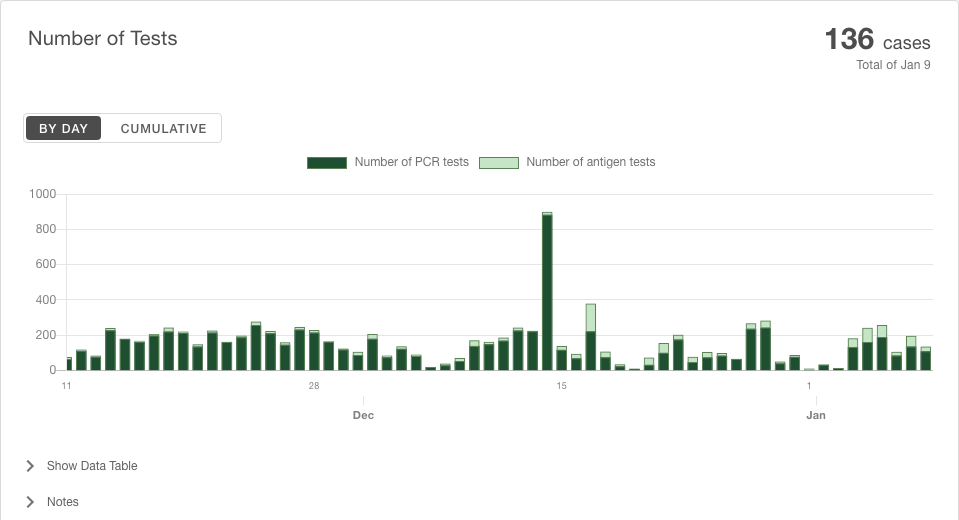 Number of Tests
136 cases
Total of Jan 9
BY DAY
CUMULATIVE
Number of PCR tests
Number of antigen tests
1000
800
600
400
200
0
11
28
15
1
Dec
Jan
Show Data Table
Notes